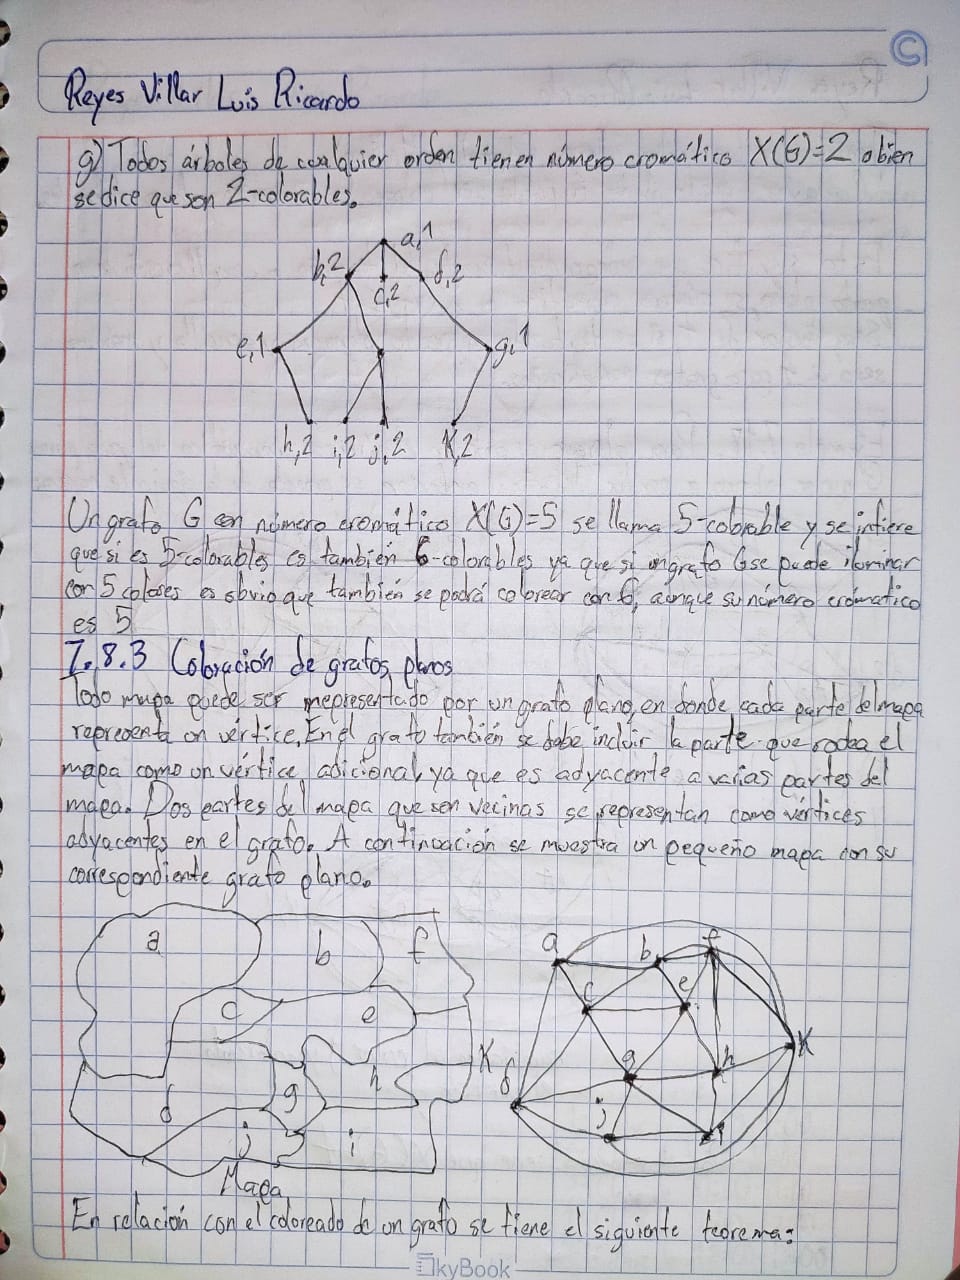 Reyes Villar Luis Ricardo
g) Todos árboles de cualquier orden tienen número cromático X(G)=2 o bien
se dice que son 2-colorables.
a,1
b,2
c,2
d,2
e,1
g,1
h,2 i,2 j,2 K,2
Un grafo G con número cromático X(G)=5 se llama 5-colorable y se infiere
que si es 5-colorables es también 6-colorables ya que si un grafo G se puede iluminar
con 5 colores es obvio que también se podrá colorear con 6, aunque su número cromático
es 5
7.8.3 Coloración de grafos planos
Todo mapa puede ser mepresentado por un grafo plano, en donde cada parte del mapa
representa un vértice. En el grafo también se debe incluir la parte que rodea el
mapa como un vértice adicional, ya que es adyacente a varias partes del
mapa. Dos partes del mapa que son vecinas se representan como vértices
adyacentes en el grafo. A continuación se muestra un pequeño mapa con su
correspondiente grafo plano.
a b f
c e
K
d g h
j i
Mapa
a b f
c e
g h K
d
j i
En relación con el coloreado de un grafo se tiene el siguiente teorema:
SkyBook